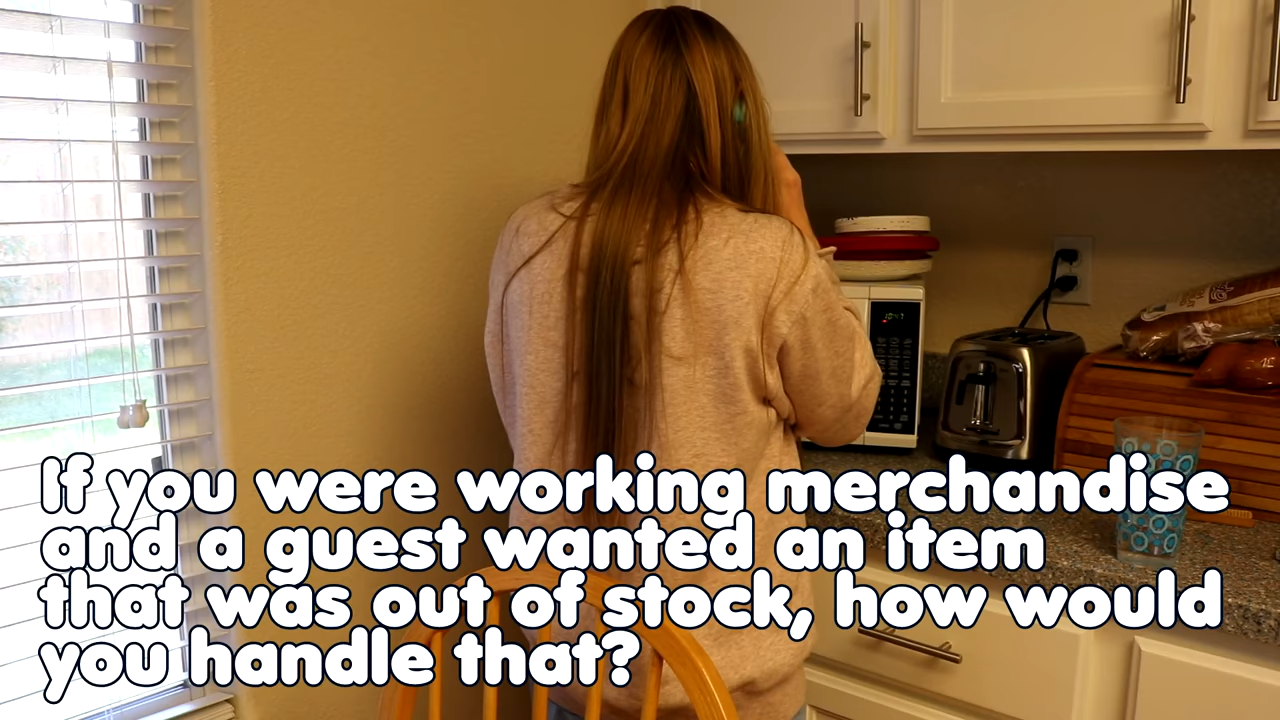 If you were working merchandise
and a guest wanted an item
that was out of stock, how would
you handle that?